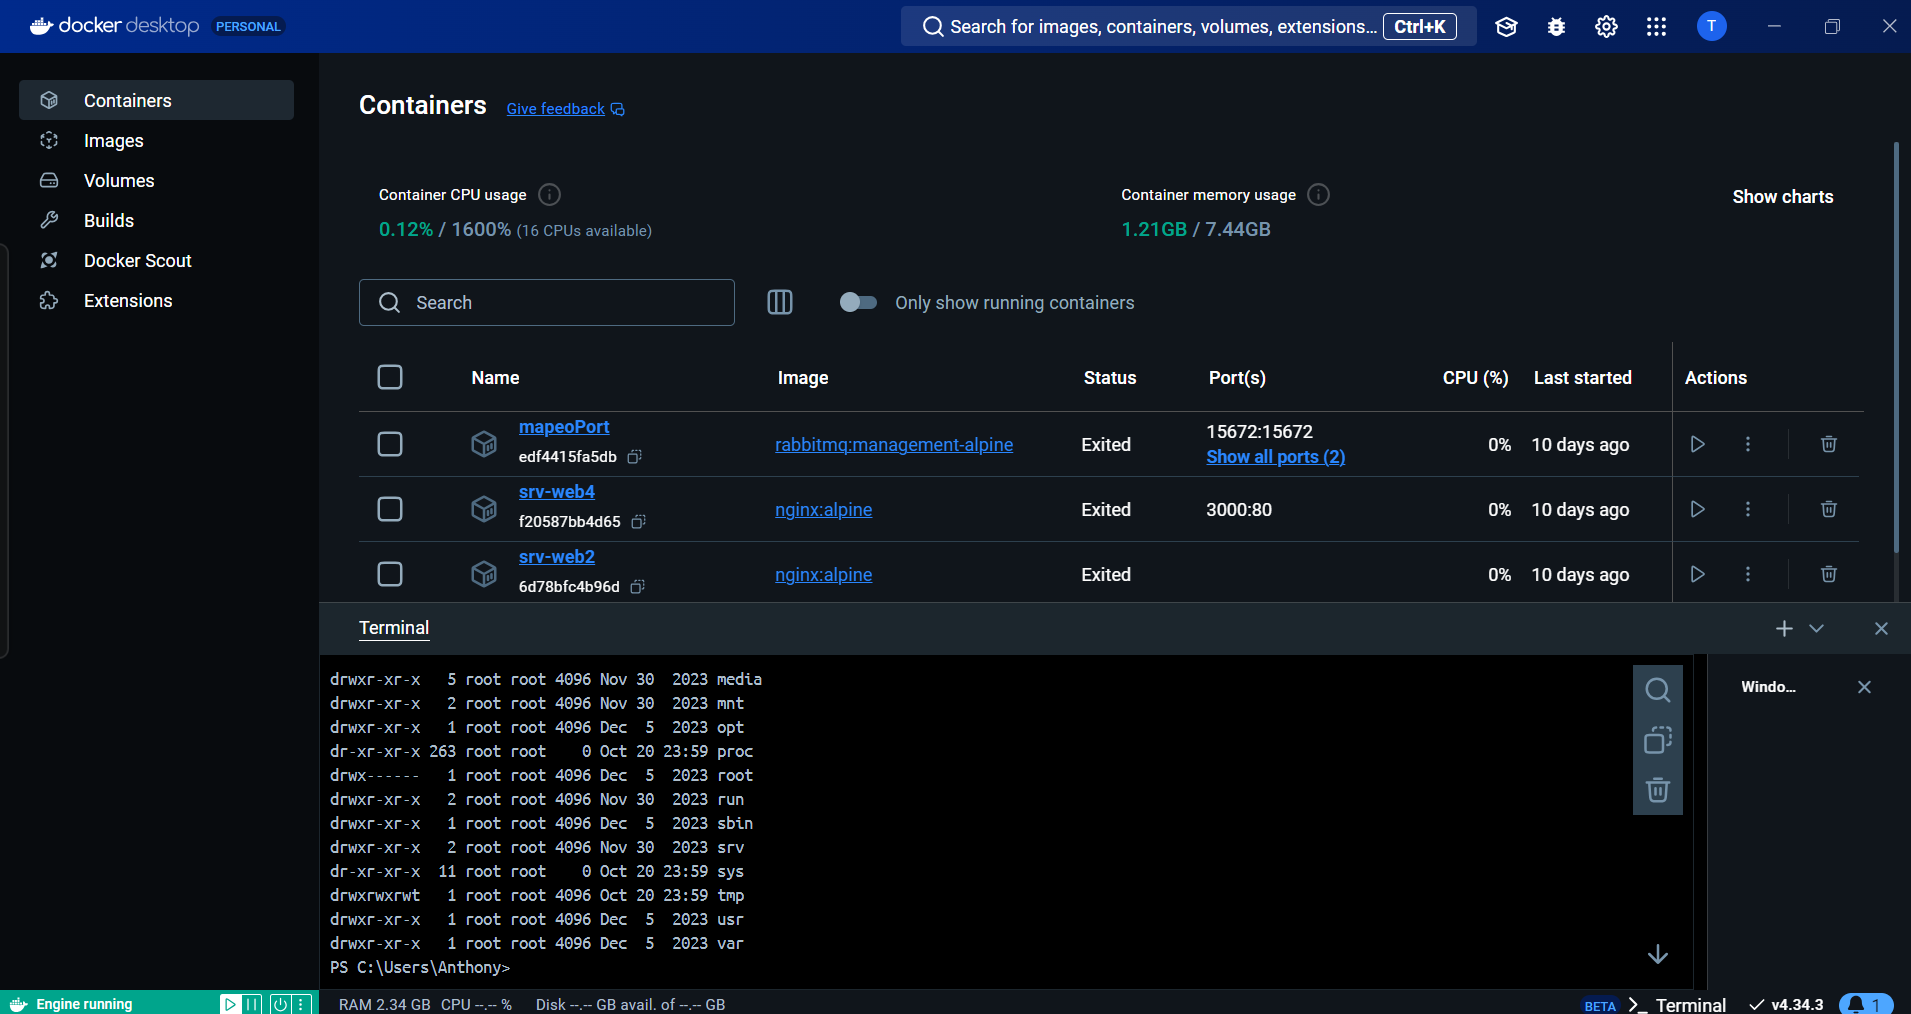 docker desktop PERSONAL
Search for images, containers, volumes, extensions... Ctrl+K
T
Containers
Images
Volumes
Builds
Docker Scout
Extensions
Containers Give feedback
Container CPU usage
0.12% / 1600% (16 CPUs available)
Container memory usage
1.21GB / 7.44GB
Show charts
Search
Only show running containers
Name Image Status Port(s) CPU (%) Last started Actions
mapeoPort
edf4415fa5db
rabbitmq:management-alpine
Exited
15672:15672
Show all ports (2)
0%
10 days ago
srv-web4
f20587bb4d65
nginx:alpine
Exited
3000:80
0%
10 days ago
srv-web2
6d78bfc4b96d
nginx:alpine
Exited
0%
10 days ago
Terminal
drwxr-xr-x   5 root root 4096 Nov 30  2023 media
drwxr-xr-x   2 root root 4096 Nov 30  2023 mnt
drwxr-xr-x   1 root root 4096 Dec  5  2023 opt
dr-xr-xr-x 263 root root    0 Oct 20 23:59 proc
drwx------   1 root root 4096 Dec  5  2023 root
drwxr-xr-x   2 root root 4096 Nov 30  2023 run
drwxr-xr-x   1 root root 4096 Dec  5  2023 sbin
drwxr-xr-x   2 root root 4096 Nov 30  2023 srv
dr-xr-xr-x  11 root root    0 Oct 20 23:59 sys
drwxrwxrwt   1 root root 4096 Oct 20 23:59 tmp
drwxr-xr-x   1 root root 4096 Dec  5  2023 usr
drwxr-xr-x   1 root root 4096 Dec  5  2023 var
PS C:\Users\Anthony>
Windo...
Engine running
RAM 2.34 GB CPU --.-- % Disk --.-- GB avail. of --.-- GB
BETA >_ Terminal v4.34.3 1